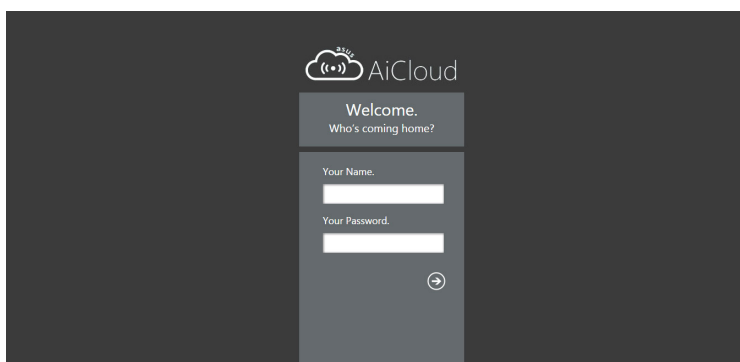 asus
AiCloud
Welcome.
Who's coming home?
Your Name.
Your Password.